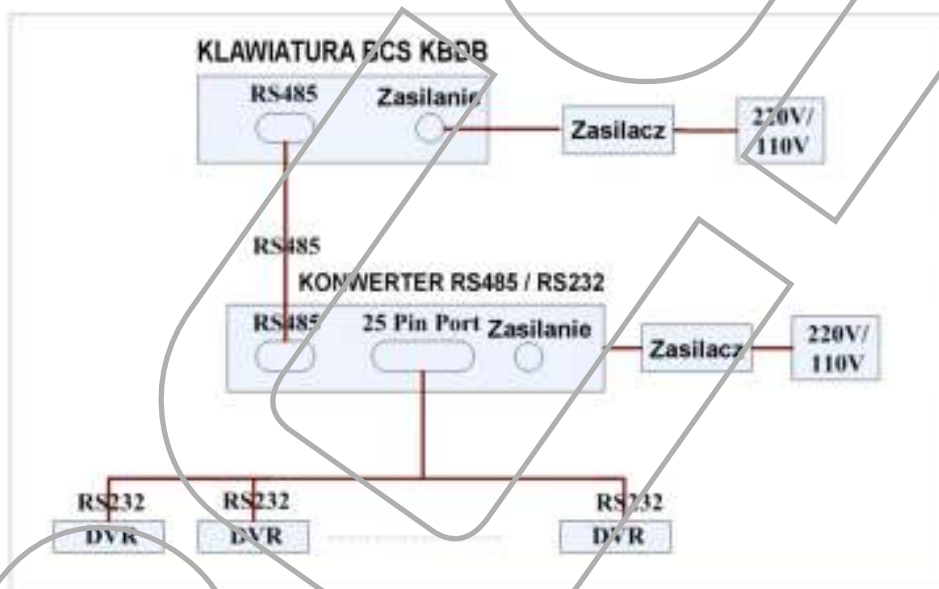 KLAWIATURA BCS KBDB
RS485
Zasilanie
Zasilacz
220V/
110V
RS485
KONWERTER RS485 / RS232
RS485
25 Pin Port
Zasilanie
Zasilacz
220V/
110V
RS232
RS232
RS232
DVR
DVR
DVR